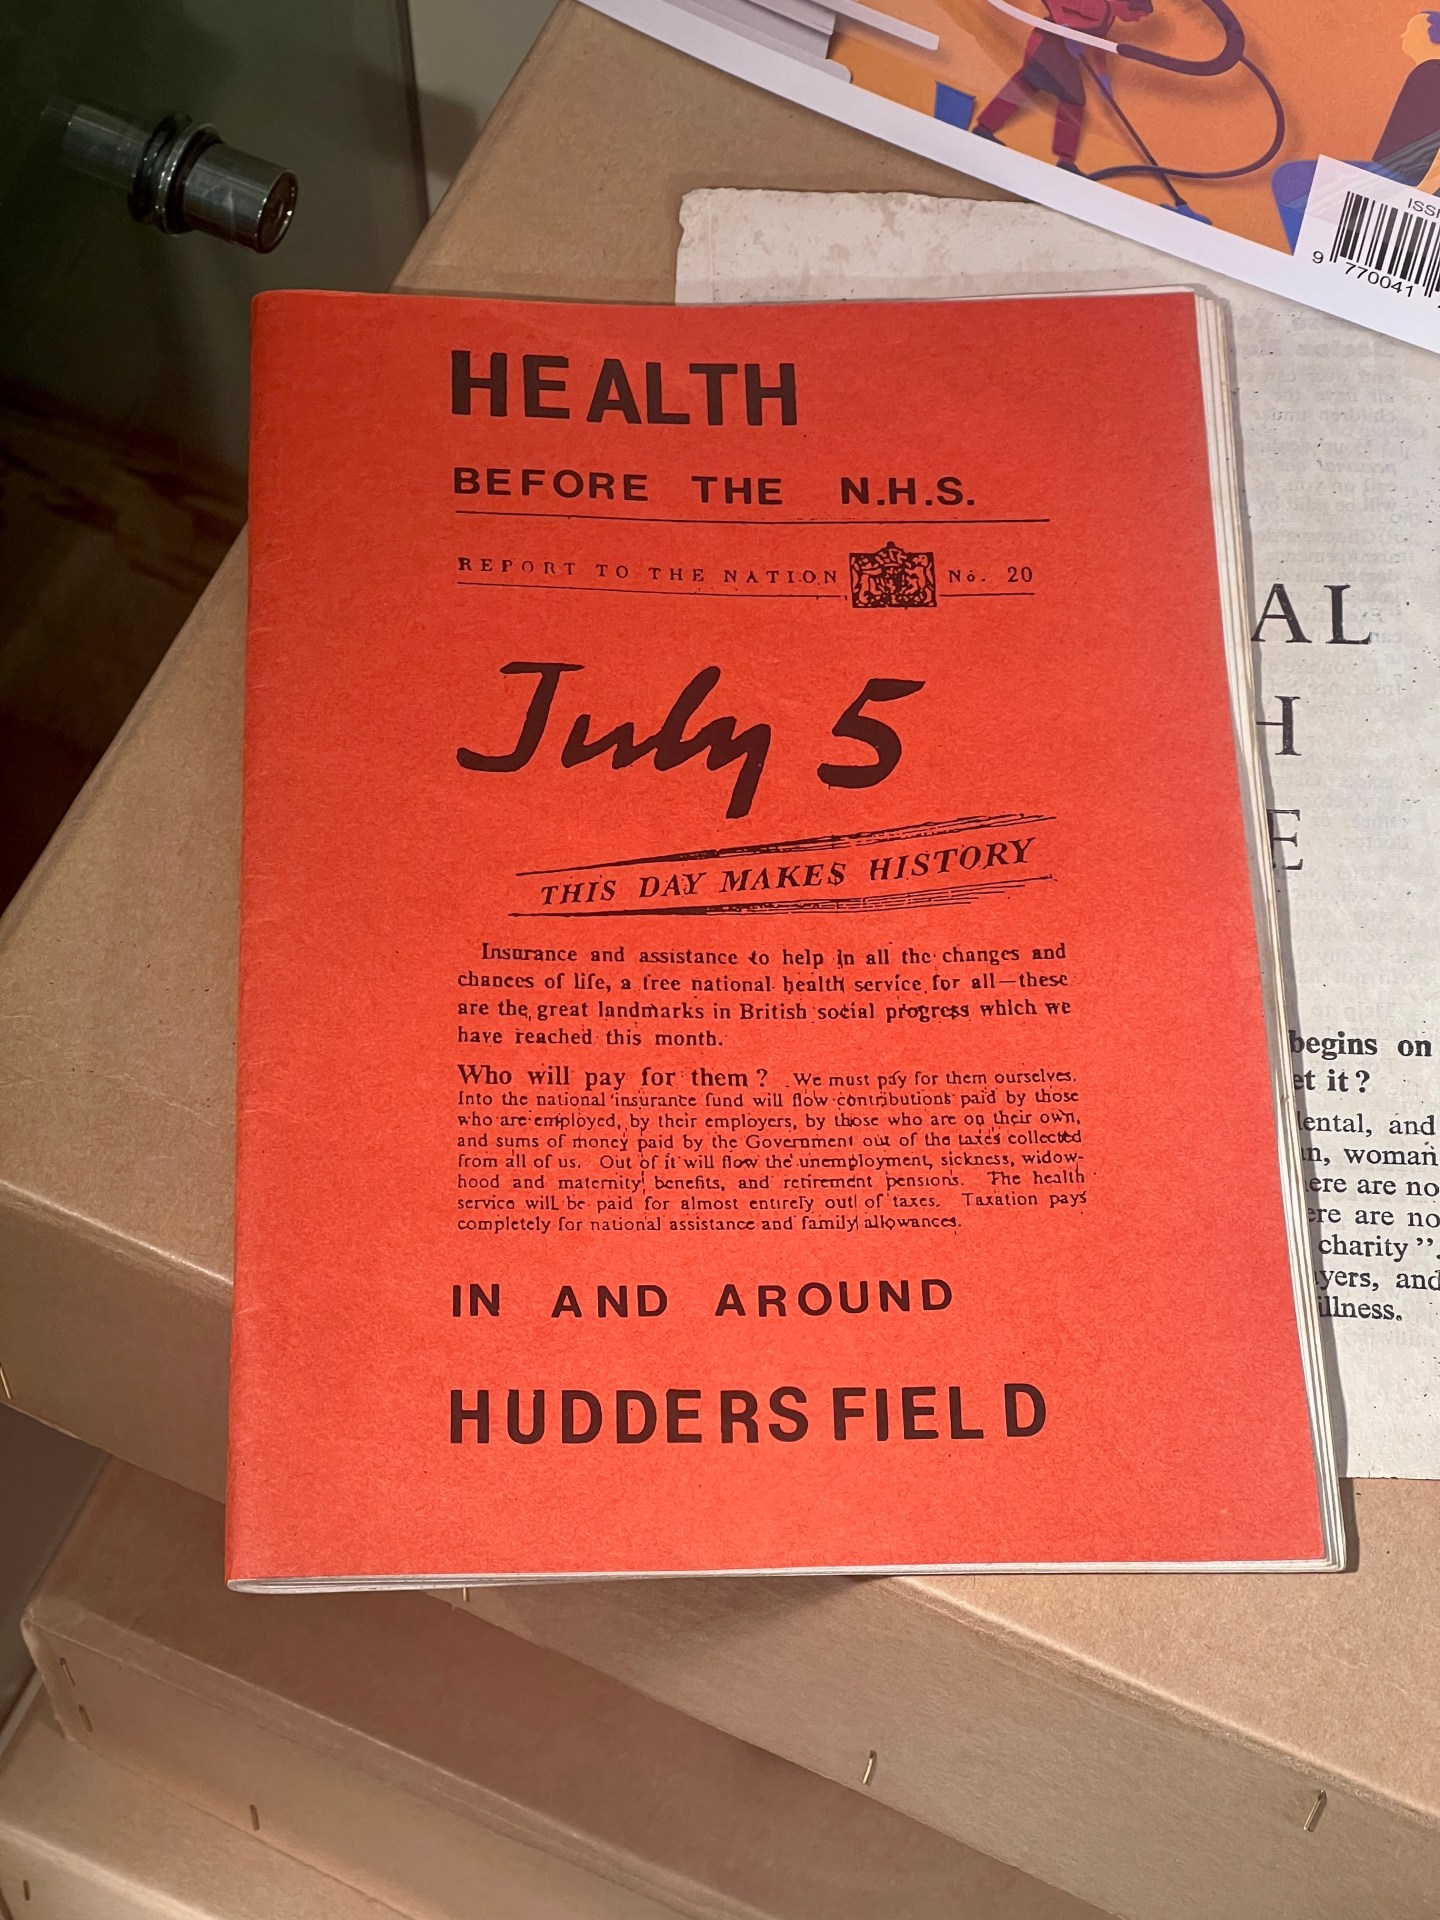 HEALTH
BEFORE THE N.H.S.
REPORT TO THE NATION No. 20
July 5
THIS DAY MAKES HISTORY
Insurance and assistance to help in all the changes and
chances of life, a free national health service for all—these
are the great landmarks in British social progress which we
have reached this month.
Who will pay for them? We must pay for them ourselves.
Into the national insurance fund will flow contributions paid by those
who are employed, by their employers, by those who are on their own,
and sums of money paid by the Government out of the taxes collected
from all of us. Out of it will flow the unemployment, sickness, widow-
hood and maternity benefits, and retirement pensions. The health
service will be paid for almost entirely out of taxes. Taxation pays
completely for national assistance and family allowances.
IN AND AROUND
HUDDERSFIELD
ISS
9 770041
AL
H
E
begins on
et it?
ental, and
n, woman
ere are no
ere are no
charity”.
yers, and
illness.